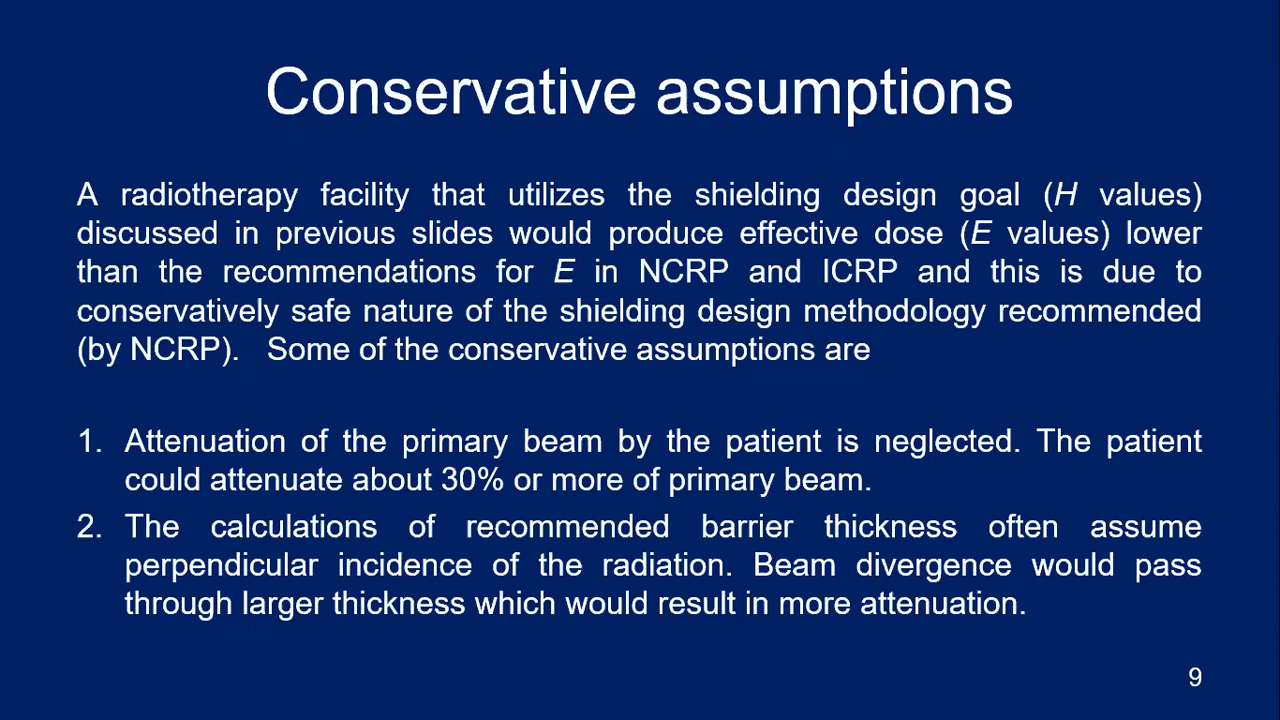 Conservative assumptions
A radiotherapy facility that utilizes the shielding design goal (H values)
discussed in previous slides would produce effective dose (E values) lower
than the recommendations for E in NCRP and ICRP and this is due to
conservatively safe nature of the shielding design methodology recommended
(by NCRP). Some of the conservative assumptions are
1. Attenuation of the primary beam by the patient is neglected. The patient
could attenuate about 30% or more of primary beam.
2. The calculations of recommended barrier thickness often assume
perpendicular incidence of the radiation. Beam divergence would pass
through larger thickness which would result in more attenuation.
9